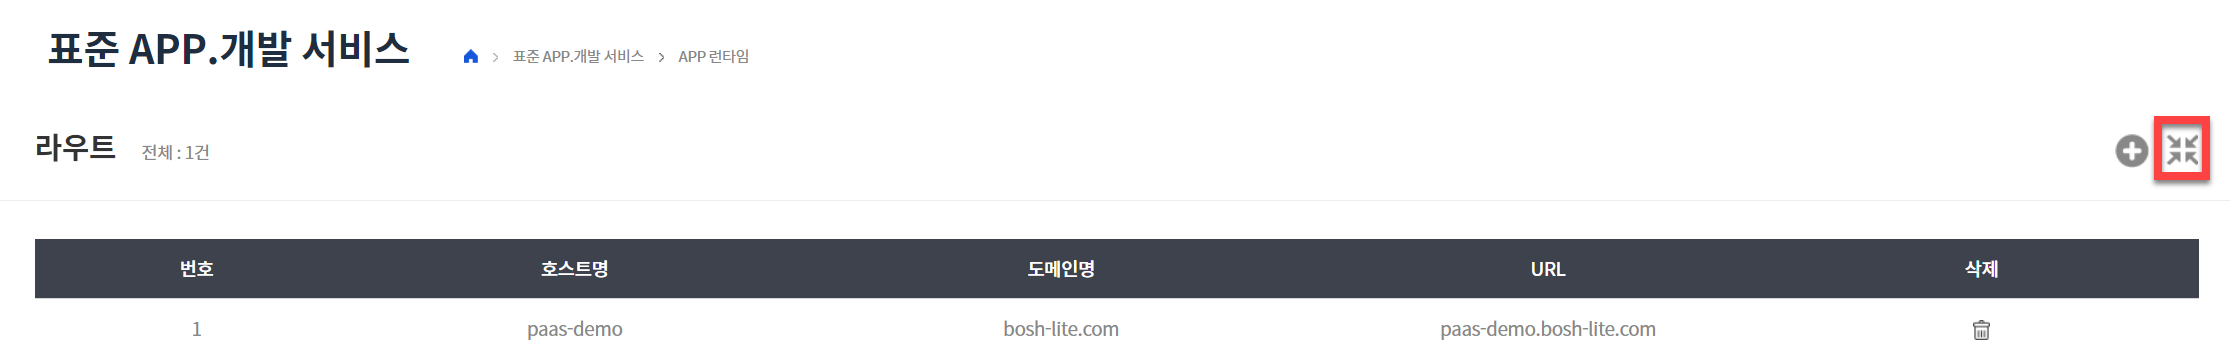 표준 APP.개발 서비스
표준 APP.개발 서비스 > APP 런타임
라우트 전체 : 1건
번호 호스트명 도메인명 URL 삭제
1 paas-demo bosh-lite.com paas-demo.bosh-lite.com